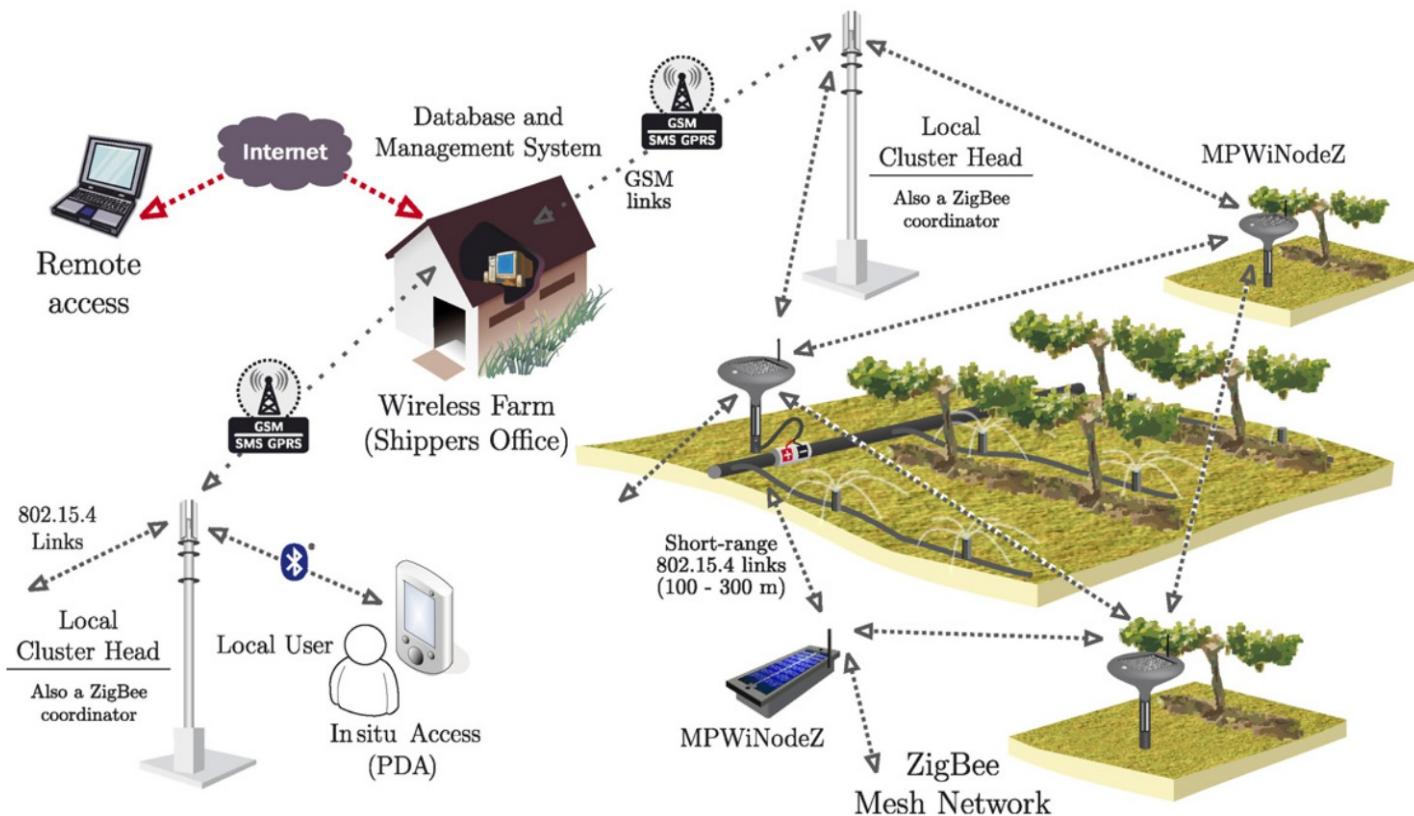 Internet
Database and
Management System
GSM
SMS GPRS
GSM
links
Local
Cluster Head
Also a ZigBee
coordinator
MPWiNodeZ
Remote
access
GSM
SMS GPRS
Wireless Farm
(Shippers Office)
+ -
802.15.4
Links
Short-range
802.15.4 links
(100 - 300 m)
Local
Cluster Head
Also a ZigBee
coordinator
Local User
In situ Access
(PDA)
MPWiNodeZ
ZigBee
Mesh Network